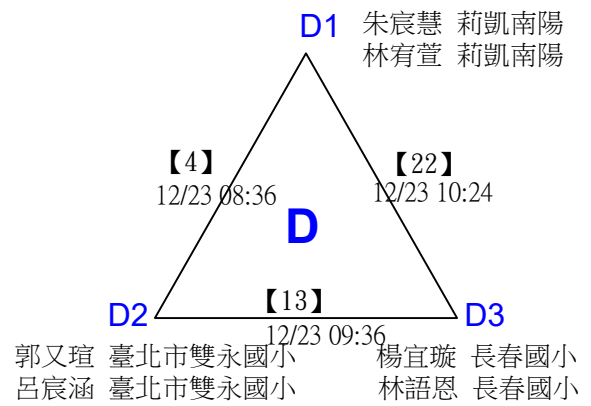 D1 朱宸慧 莉凱南陽
林宥萱 莉凱南陽
【4】 【22】
12/23 08:36 12/23 10:24
D
【13】
D2 D3
12/23 09:36
郭又瑄 臺北市雙永國小 楊宜璇 長春國小
呂宸涵 臺北市雙永國小 林語恩 長春國小